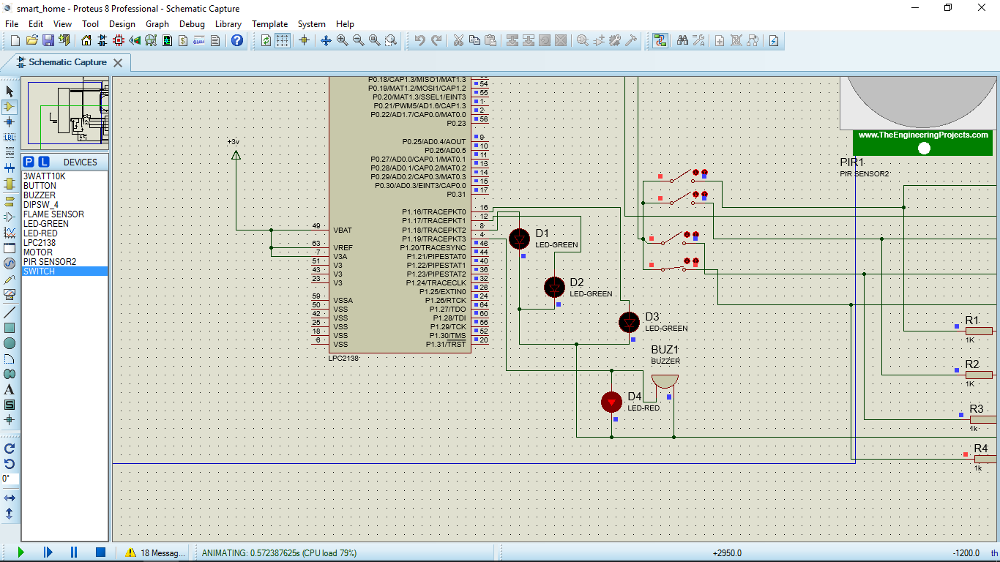 smart_home - Proteus 8 Professional - Schematic Capture
File Edit View Tool Design Graph Debug Library Template System Help
Schematic Capture
P L DEVICES
3WATT10K
BUTTON
BUZZER
DIPSW_4
FLAME SENSOR
LED-GREEN
LED-RED
LPC2138
MOTOR
PIR SENSOR2
SWITCH
LBL
A
S
0°
+3v
P0.18/CAP1.3/MISO1/MAT1.3
P0.19/MAT1.2/MOSI1/CAP1.2 54
P0.20/MAT1.3/SSEL1/EINT3 55
P0.21/PWM5/AD1.6/CAP1.3 1
P0.22/AD1.7/CAP0.0/MAT0.0 2
P0.23 58
P0.25/AD0.4/AOUT 9
P0.26/AD0.5 10
P0.27/AD0.0/CAP0.1/MAT0.1 11
P0.28/AD0.1/CAP0.2/MAT0.2 13
P0.29/AD0.2/CAP0.3/MAT0.3 14
P0.30/AD0.3/EINT3/CAP0.0 15
P0.31 17
P1.16/TRACEPKT0 16
P1.17/TRACEPKT1 12
49 VBAT P1.18/TRACEPKT2 8
P1.19/TRACEPKT3 4
63 VREF P1.20/TRACESYNC 48
7 V3A P1.21/PIPESTAT0 44
51 V3 P1.22/PIPESTAT1 40
43 V3 P1.23/PIPESTAT2 36
23 V3 P1.24/TRACECLK 32
P1.25/EXTIN0 28
59 VSSA P1.26/RTCK 24
50 VSS P1.27/TDO 64
42 VSS P1.28/TDI 60
25 VSS P1.29/TCK 56
18 VSS P1.30/TMS 52
6 VSS P1.31/TRST 20
LPC2138
D1
LED-GREEN
D2
LED-GREEN
D3
LED-GREEN
BUZ1
BUZZER
D4
LED-RED
www.TheEngineeringProjects.com
PIR1
PIR SENSOR2
R1
1K
R2
1K
R3
1k
R4
1k
18 Messag...
ANIMATING: 0.572387625s (CPU load 79%)
+2950.0
-1200.0 th